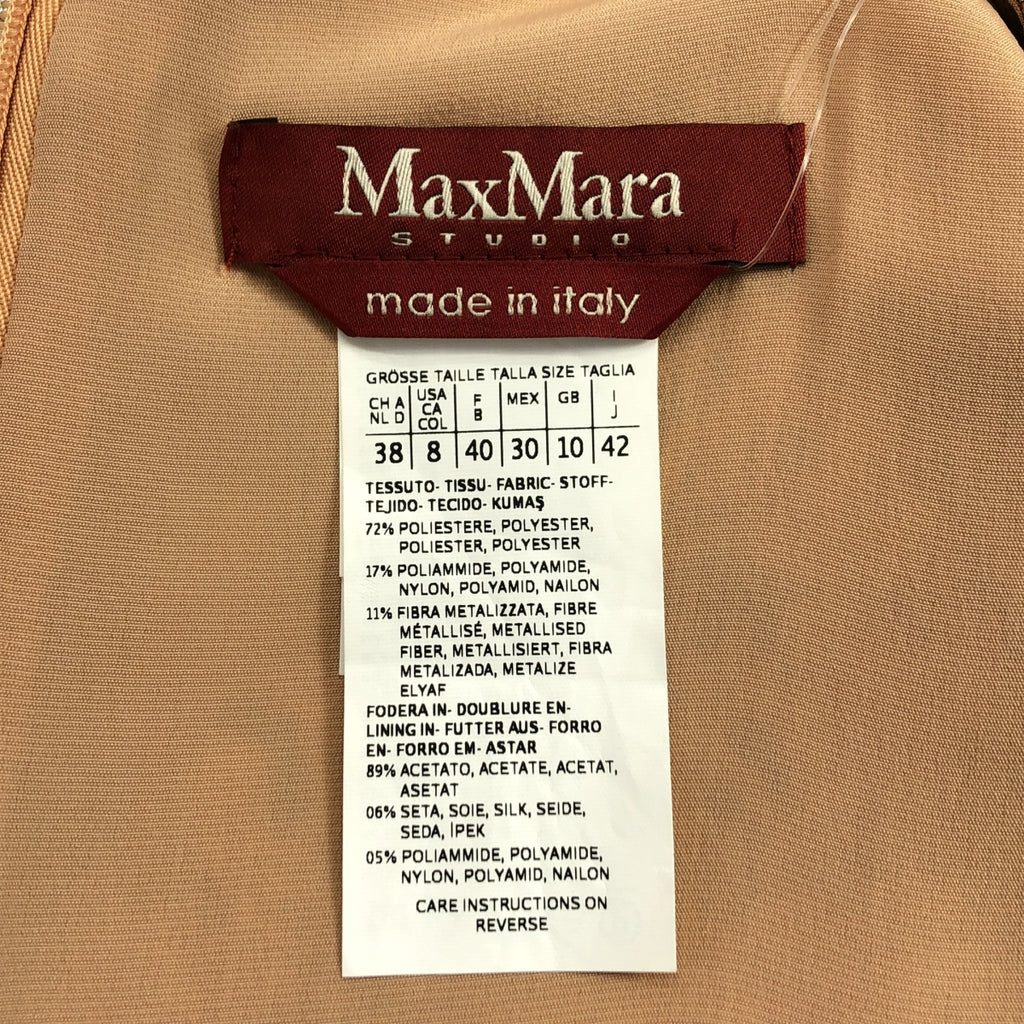 MaxMara
STUDIO
made in italy
GRÖSSE TAILLE TALLA SIZE TAGLIA
CH A NL D USA CA COL F B MEX GB I J
38 8 40 30 10 42
TESSUTO- TISSU- FABRIC- STOFF-
TEJIDO- TECIDO- KUMAŞ
72% POLIESTERE, POLYESTER,
POLIESTER, POLYESTER
17% POLIAMMIDE, POLYAMIDE,
NYLON, POLYAMID, NAILON
11% FIBRA METALIZZATA, FIBRE
MÉTALLISÉ, METALLISED
FIBER, METALLISIERT, FIBRA
METALIZADA, METALIZE
ELYAF
FODERA IN- DOUBLURE EN-
LINING IN- FUTTER AUS- FORRO
EN- FORRO EM- ASTAR
89% ACETATO, ACETATE, ACETAT,
ASETAT
06% SETA, SOIE, SILK, SEIDE,
SEDA, İPEK
05% POLIAMMIDE, POLYAMIDE,
NYLON, POLYAMID, NAILON
CARE INSTRUCTIONS ON
REVERSE